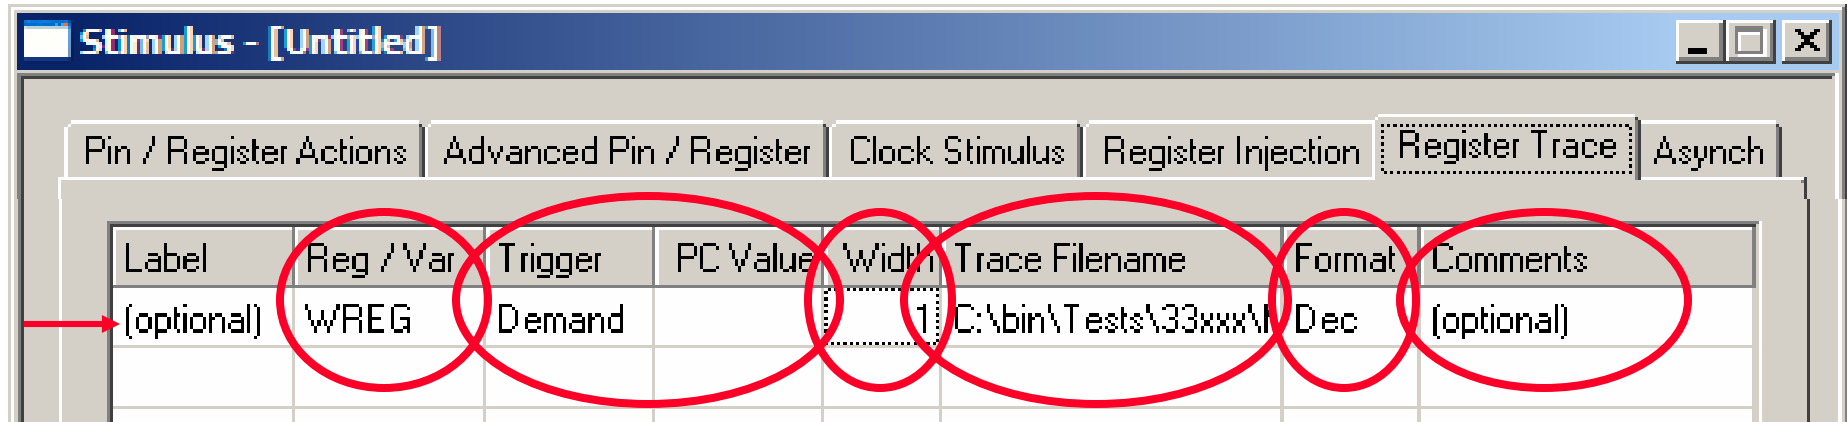 Stimulus - [Untitled]
Pin / Register Actions Advanced Pin / Register Clock Stimulus Register Injection Register Trace Asynch
Label Reg / Var Trigger PC Value Width Trace Filename Format Comments
(optional) WREG Demand 1 C:\bin\Tests\33xxx\ Dec (optional)